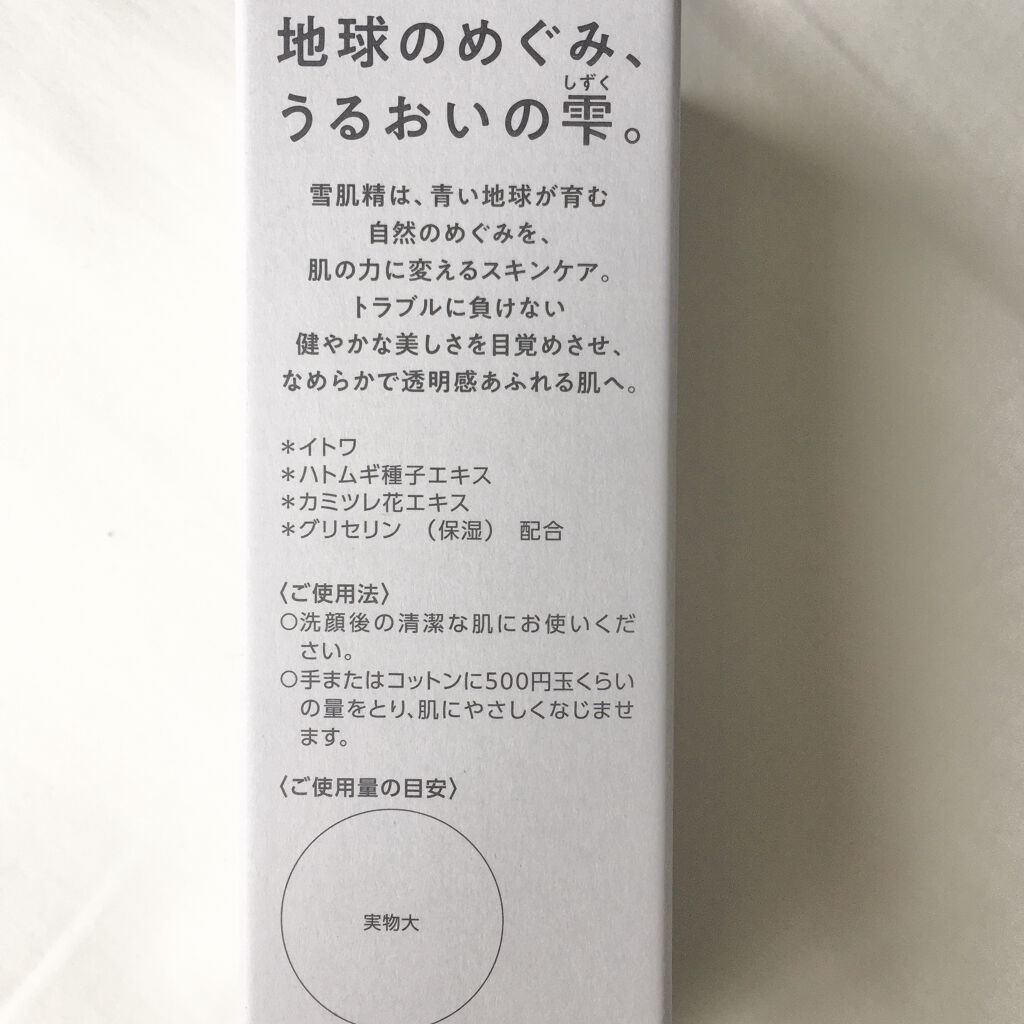 地球のめぐみ、
しずく
うるおいの雫。
雪肌精は、青い地球が育む
自然のめぐみを、
肌の力に変えるスキンケア。
トラブルに負けない
健やかな美しさを目覚めさせ、
なめらかで透明感あふれる肌へ。
＊イトワ
＊ハトムギ種子エキス
＊カミツレ花エキス
＊グリセリン （保湿） 配合
〈ご使用法〉
○洗顔後の清潔な肌にお使いくだ
さい。
○手またはコットンに500円玉くらい
の量をとり、肌にやさしくなじませ
ます。
〈ご使用量の目安〉
実物大